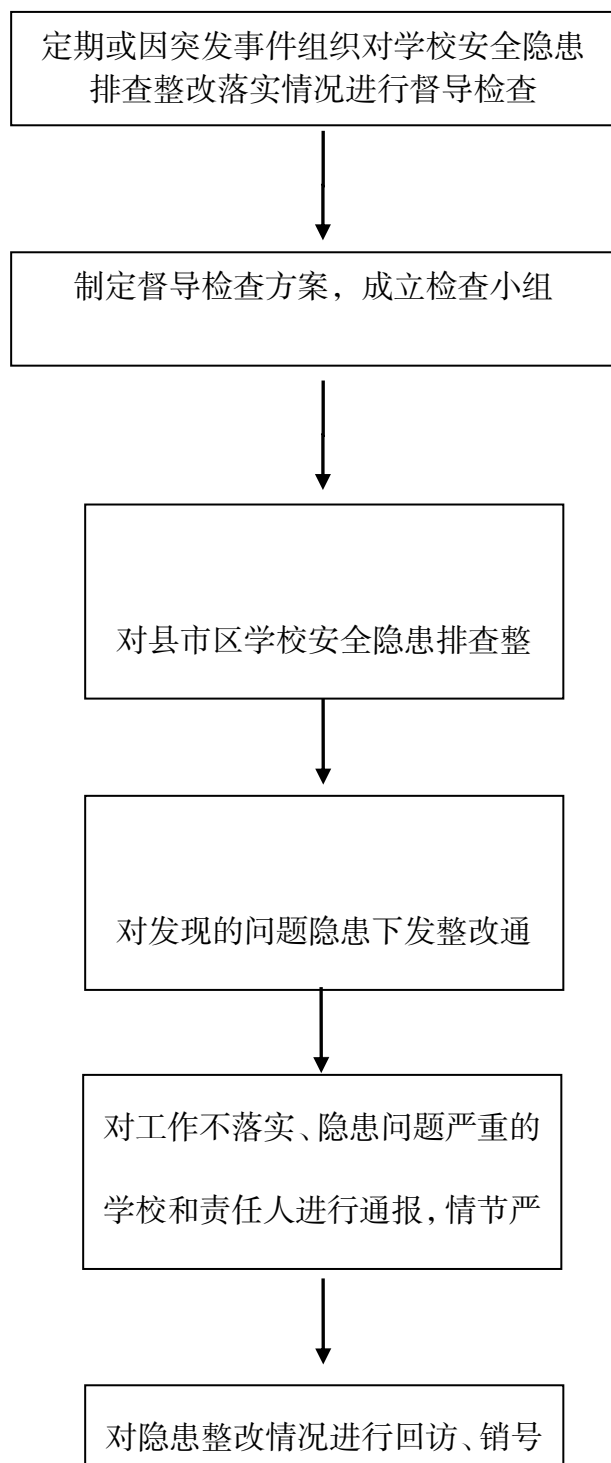 定期或因突发事件组织对学校安全隐患
排查整改落实情况进行督导检查
制定督导检查方案，成立检查小组
对县市区学校安全隐患排查整
对发现的问题隐患下发整改通
对工作不落实、隐患问题严重的
学校和责任人进行通报，情节严
对隐患整改情况进行回访、销号